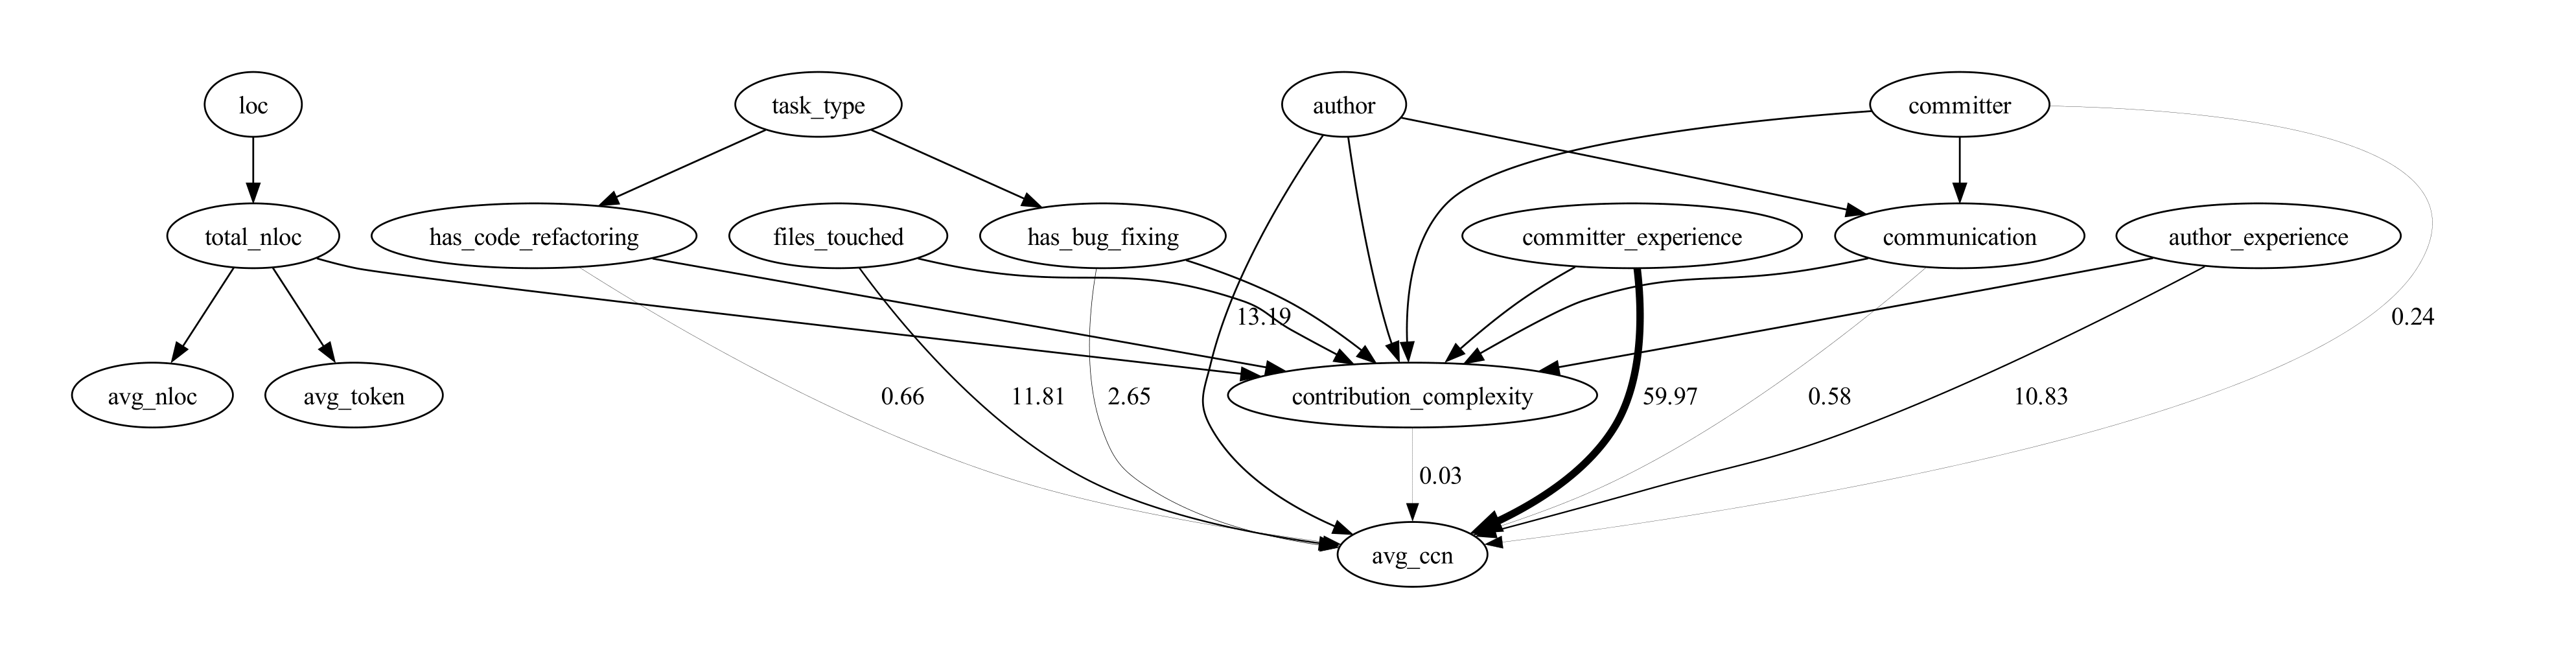 loc
task_type
author
committer
total_nloc
has_code_refactoring
files_touched
has_bug_fixing
committer_experience
communication
author_experience
13.19
0.24
avg_nloc
avg_token
0.66
11.81
2.65
contribution_complexity
59.97
0.58
10.83
0.03
avg_ccn